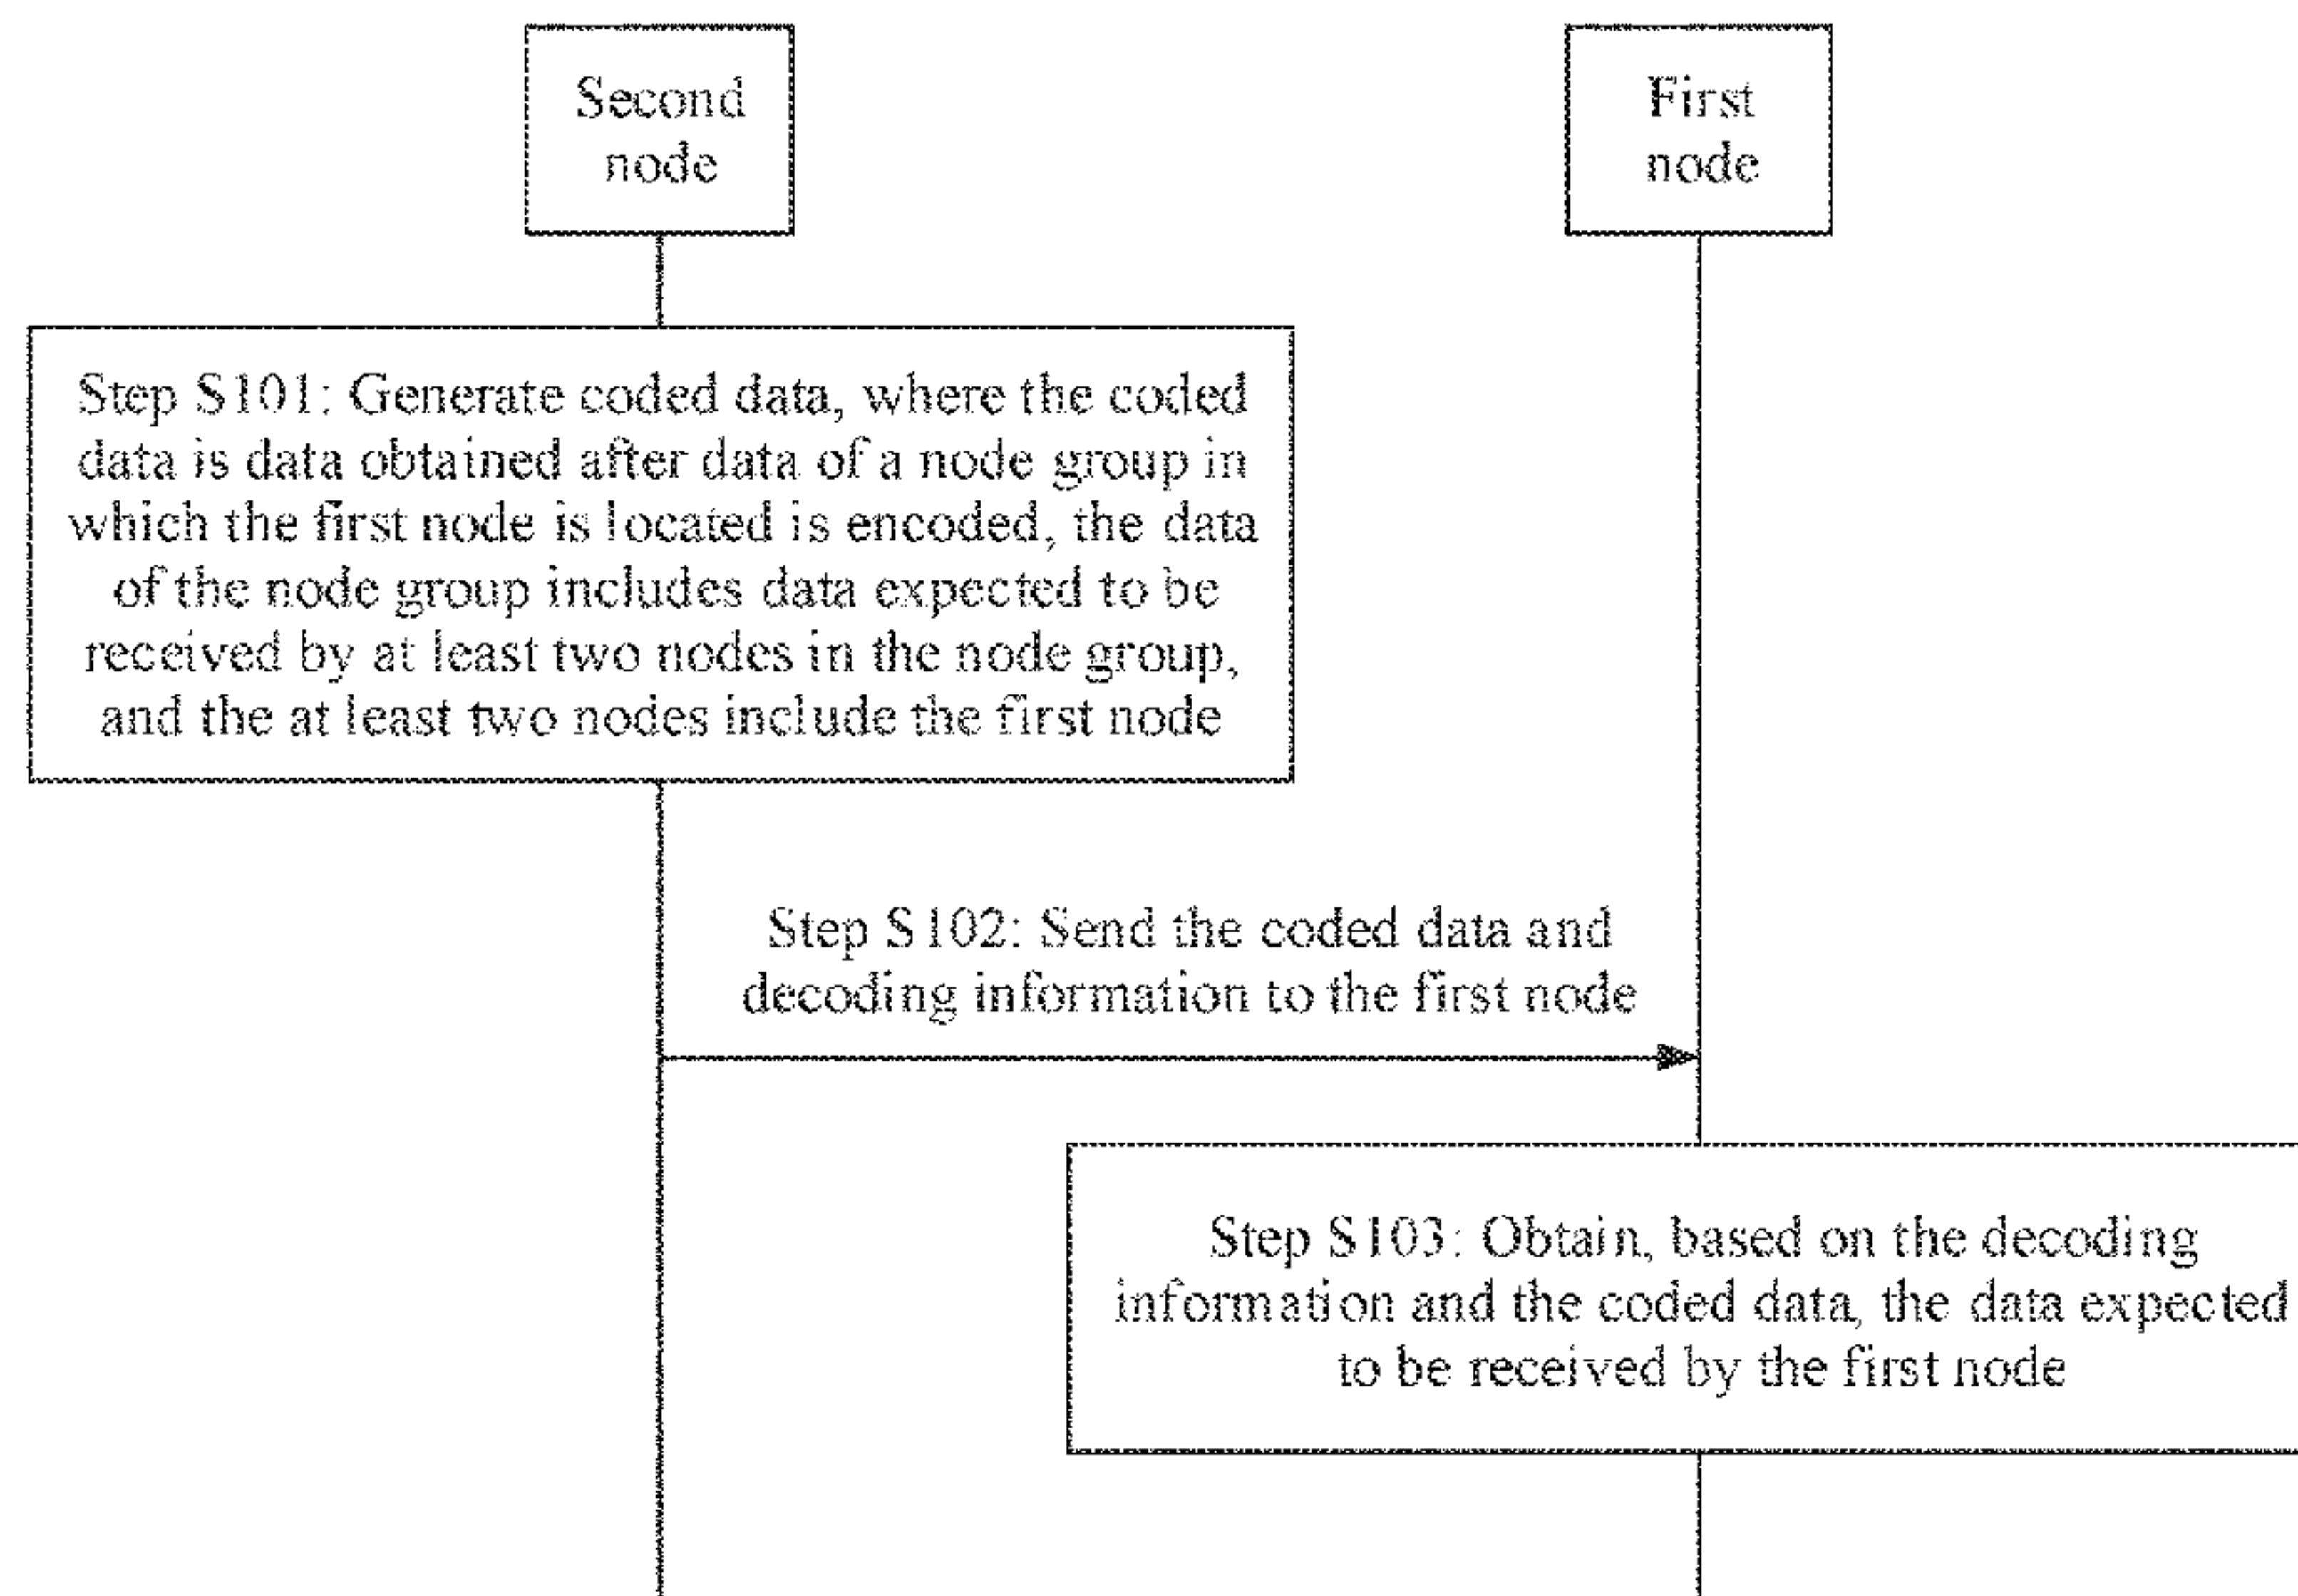 Second
node
First
node
Step S101: Generate coded data, where the coded
data is data obtained after data of a node group in
which the first node is located is encoded, the data
of the node group includes data expected to be
received by at least two nodes in the node group,
and the at least two nodes include the first node
Step S102: Send the coded data and
decoding information to the first node
Step S103: Obtain, based on the decoding
information and the coded data, the data expected
to be received by the first node